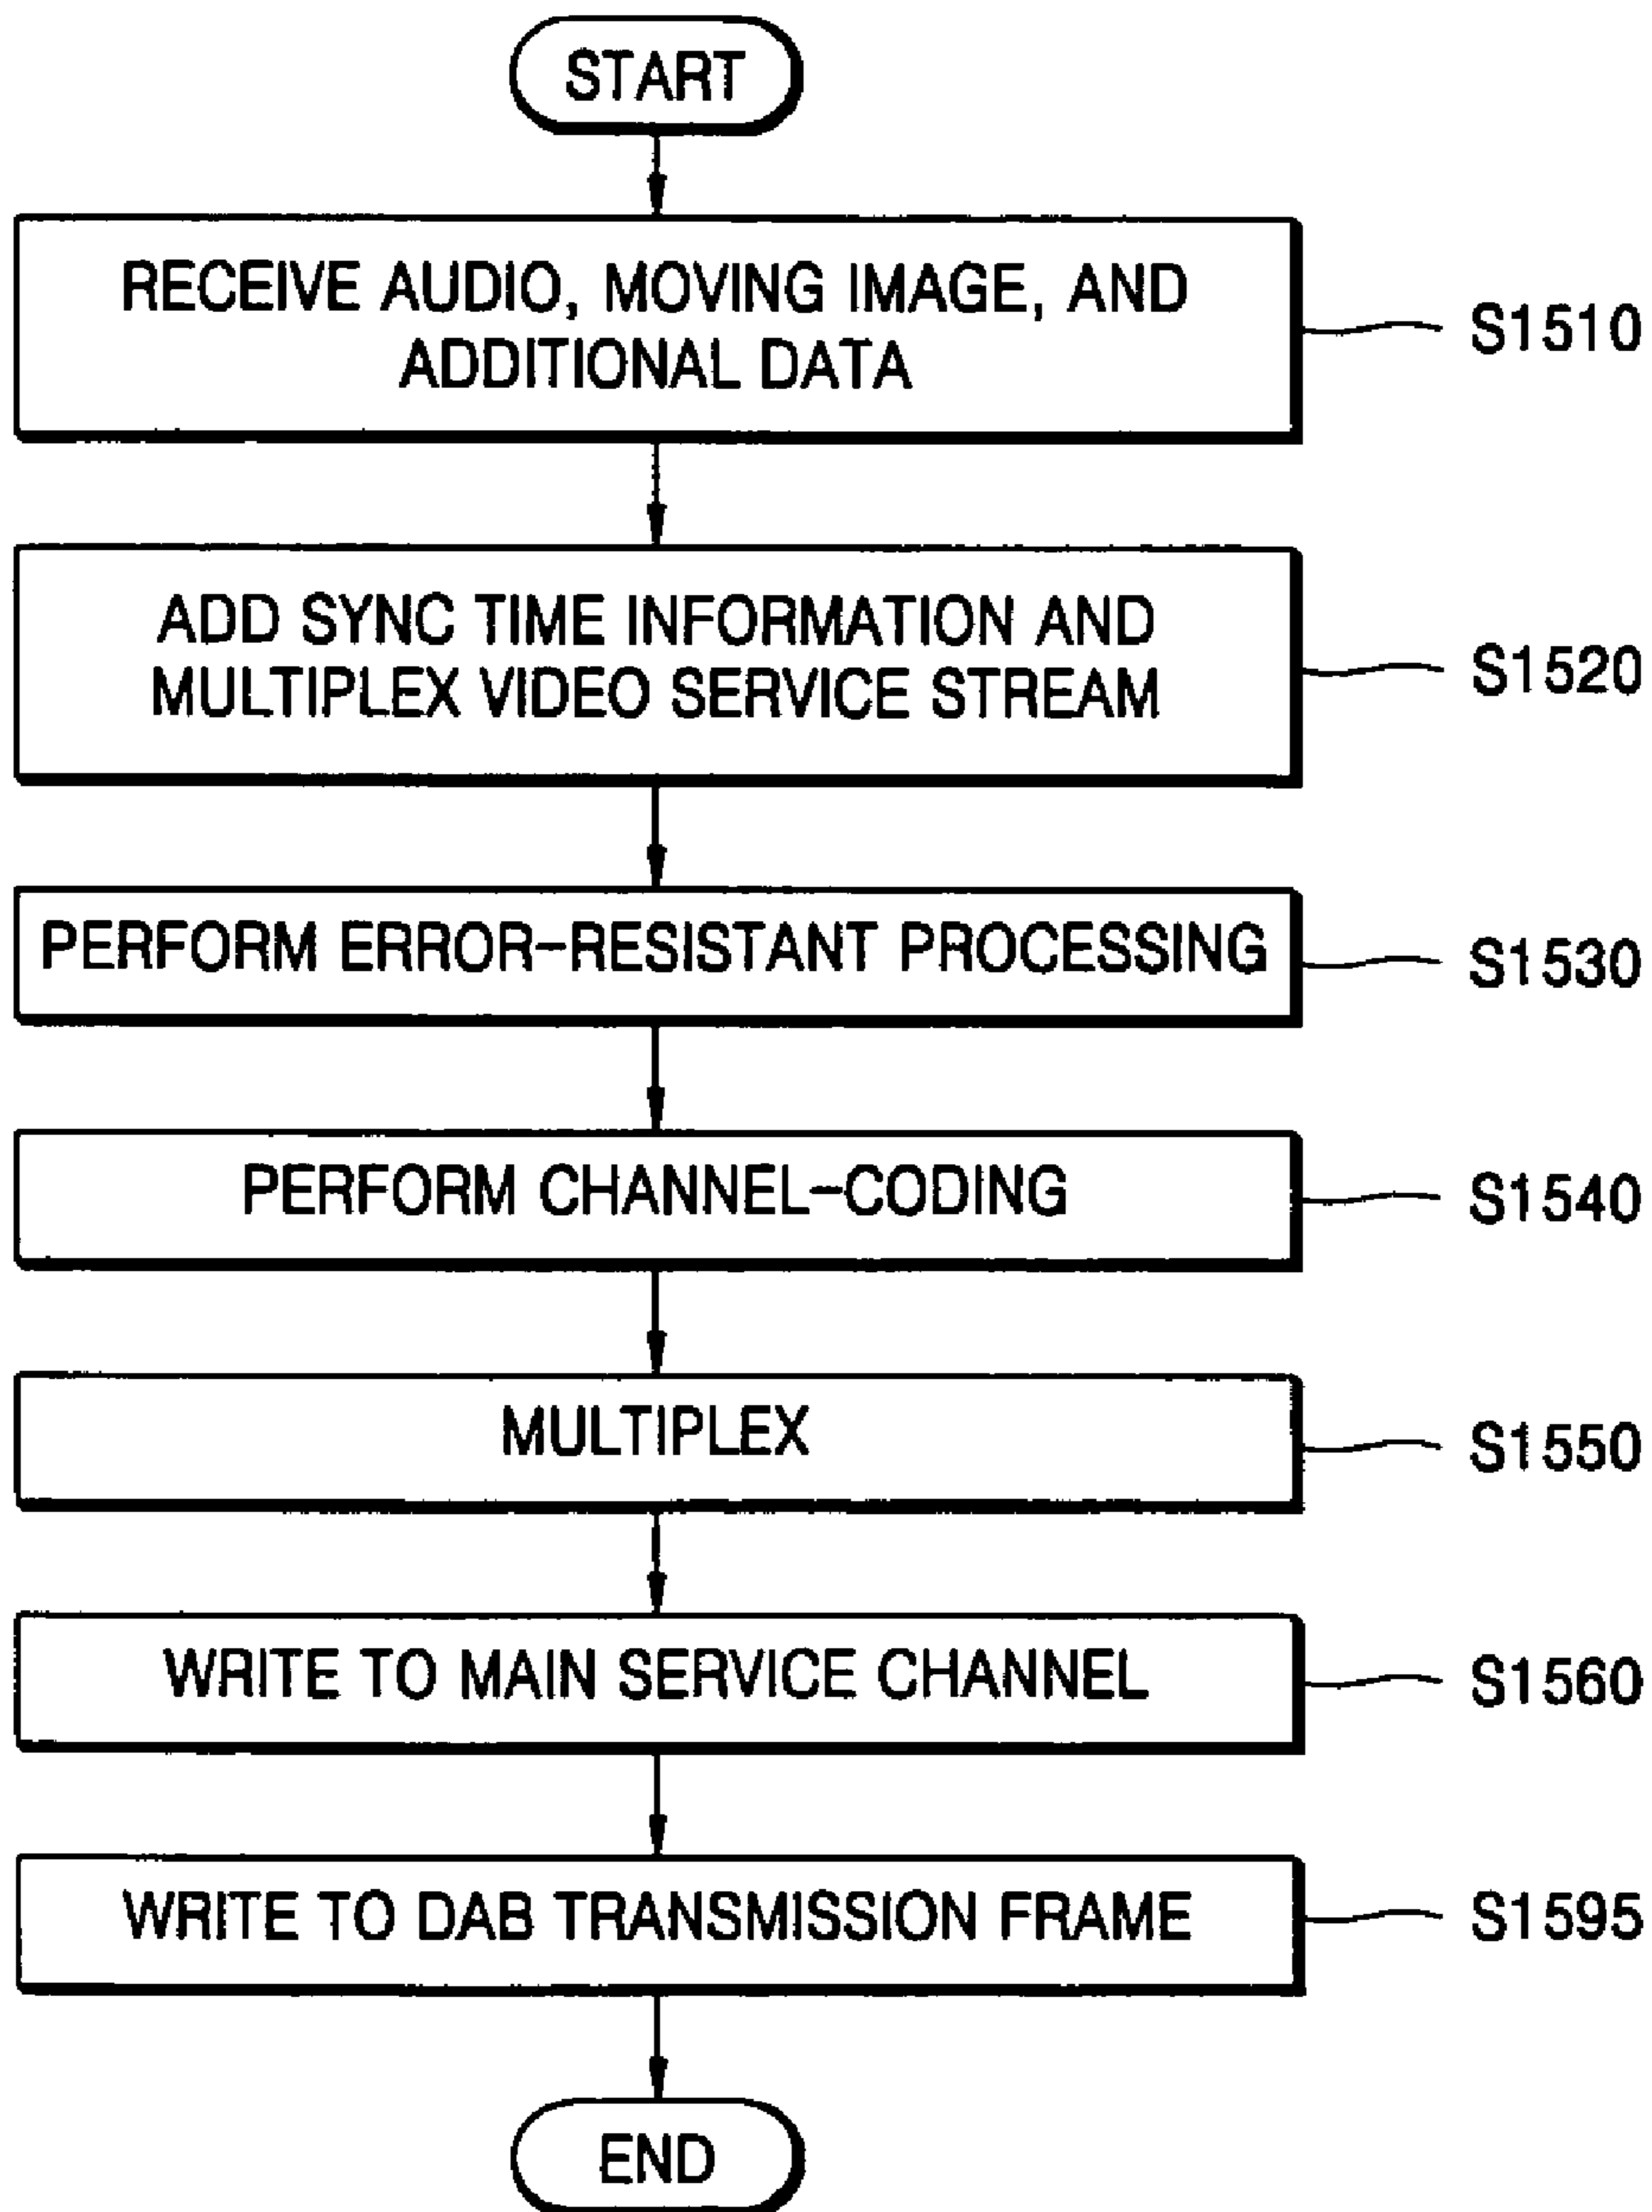 START
RECEIVE AUDIO, MOVING IMAGE, AND
ADDITIONAL DATA
S1510
ADD SYNC TIME INFORMATION AND
MULTIPLEX VIDEO SERVICE STREAM
S1520
PERFORM ERROR-RESISTANT PROCESSING
S1530
PERFORM CHANNEL-CODING
S1540
MULTIPLEX
S1550
WRITE TO MAIN SERVICE CHANNEL
S1560
WRITE TO DAB TRANSMISSION FRAME
S1595
END